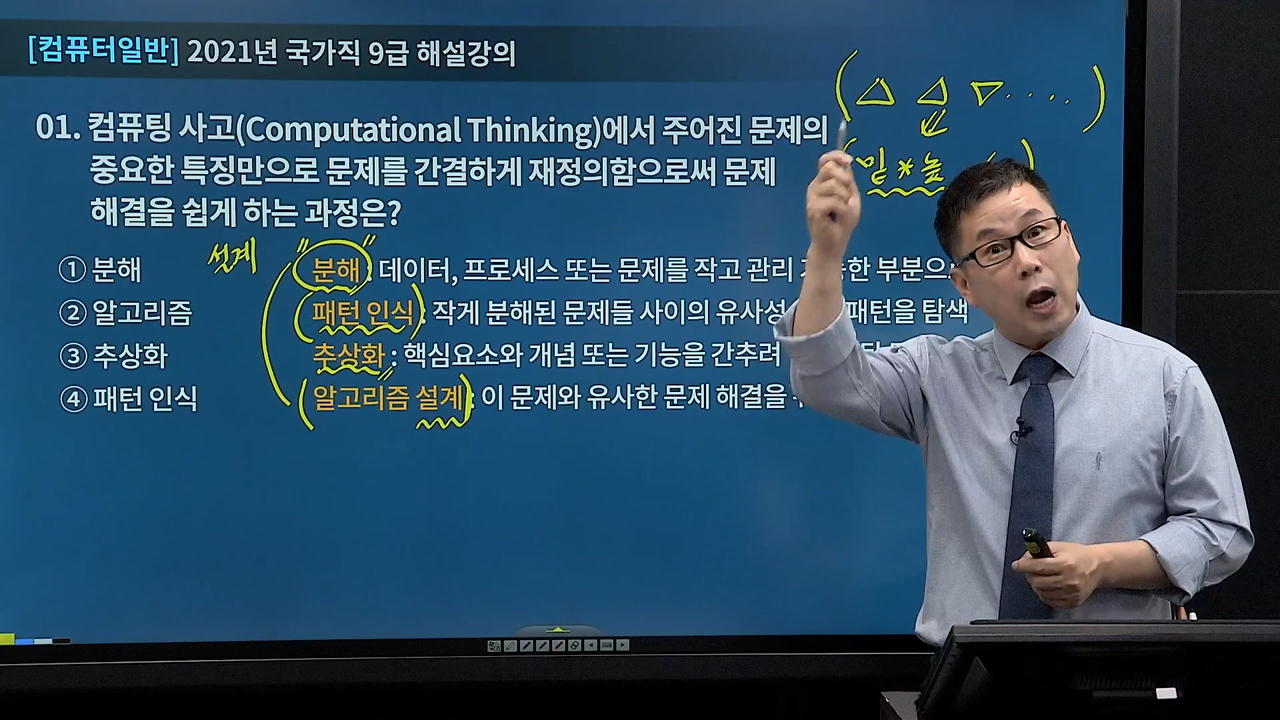 [컴퓨터일반] 2021년 국가직 9급 해설강의
01. 컴퓨팅 사고(Computational Thinking)에서 주어진 문제의
중요한 특징만으로 문제를 간결하게 재정의함으로써 문제
해결을 쉽게 하는 과정은?
밑*높
설계
① 분해
② 알고리즘
③ 추상화
④ 패턴 인식
분해 : 데이터, 프로세스 또는 문제를 작고 관리
패턴 인식 : 작게 분해된 문제들 사이의 유사성 패턴을 탐색
추상화 : 핵심요소와 개념 또는 기능을 간추려
알고리즘 설계 : 이 문제와 유사한 문제 해결을